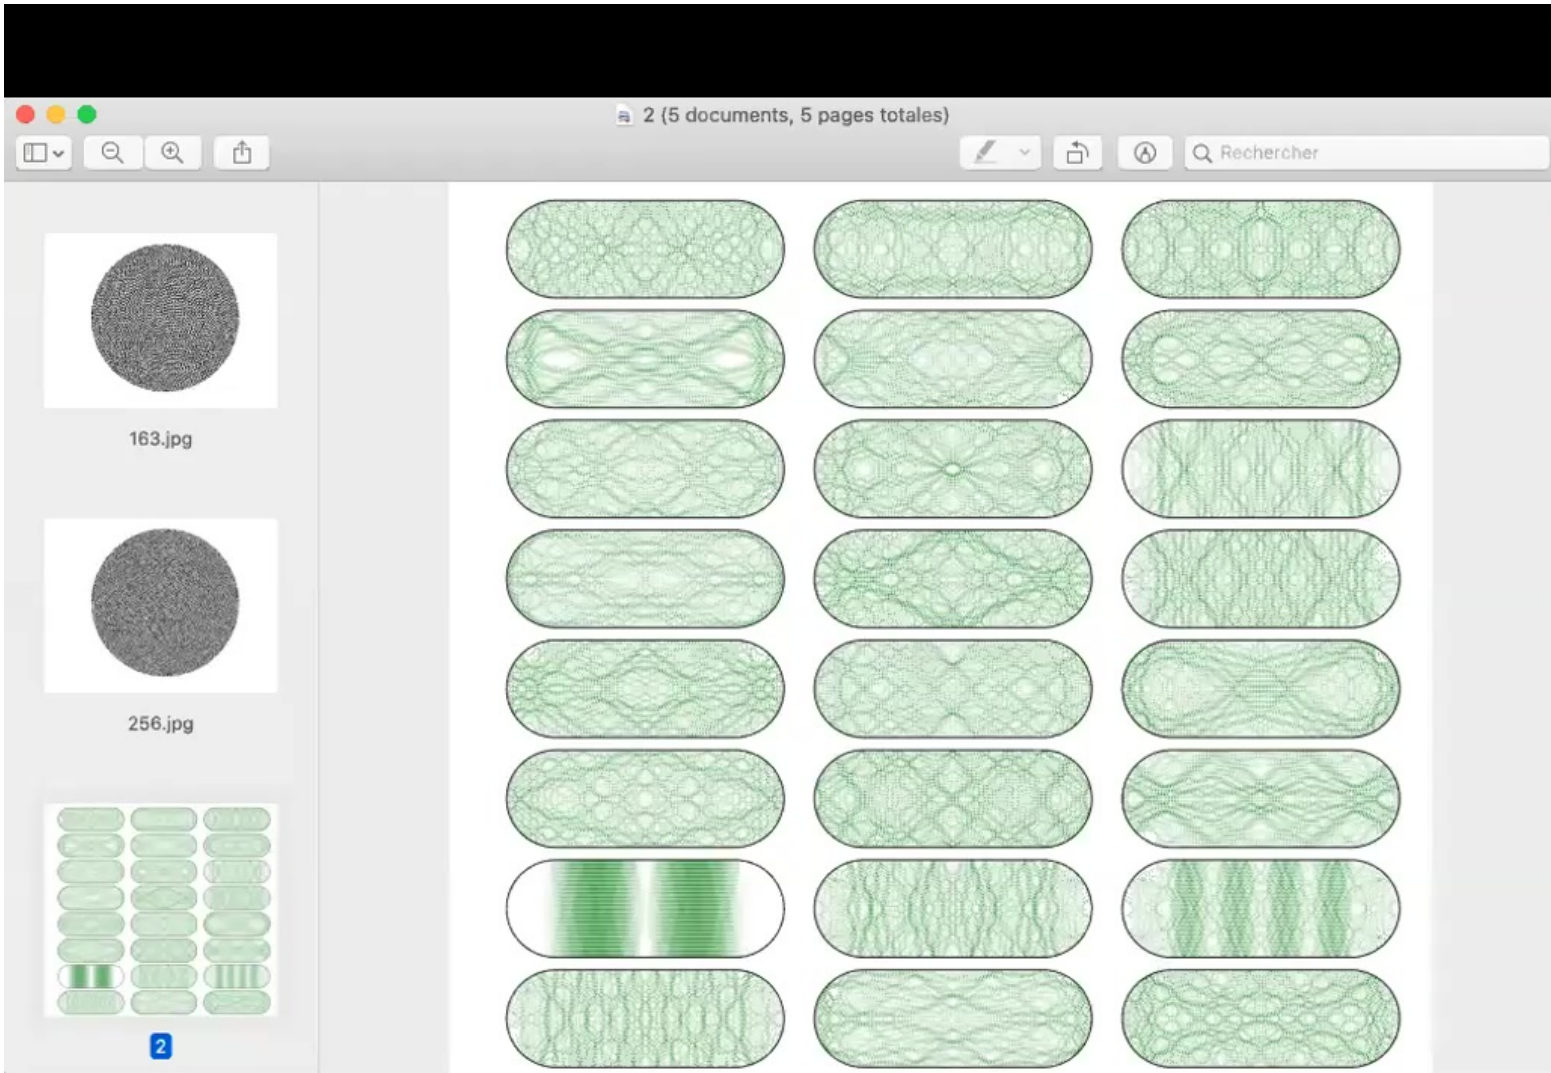 2 (5 documents, 5 pages totales)
Rechercher
163.jpg
256.jpg
2